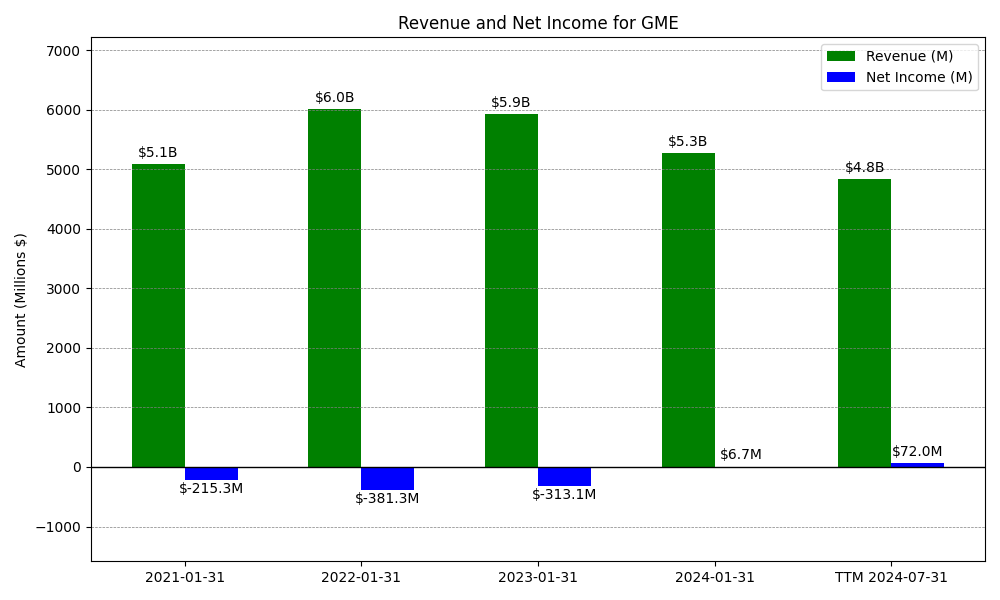 Revenue and Net Income for GME
Revenue (M)
Net Income (M)
Amount (Millions $)
7000
6000
5000
4000
3000
2000
1000
0
−1000
$5.1B
$6.0B
$5.9B
$5.3B
$4.8B
$-215.3M
$-381.3M
$-313.1M
$6.7M
$72.0M
2021-01-31
2022-01-31
2023-01-31
2024-01-31
TTM 2024-07-31